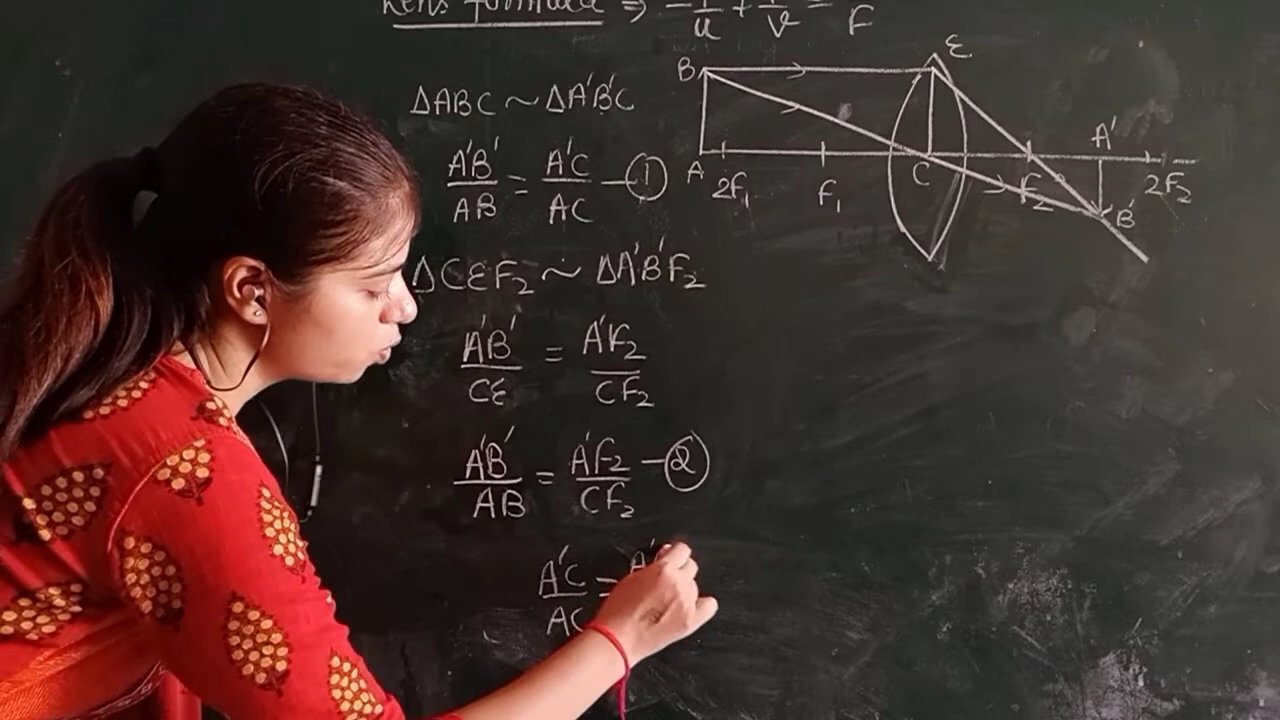 Lens formula ⇒ -1/u + 1/v = 1/F
ΔABC ~ ΔA'B'C
A'B'/AB = A'C/AC —①
ΔCEF₂ ~ ΔA'B'F₂
A'B'/CE = A'F₂/CF₂
A'B'/AB = A'F₂/CF₂ —②
A'C/AC = A'
B
E
A
2F₁
F₁
C
F₂
A'
2F₂
B'